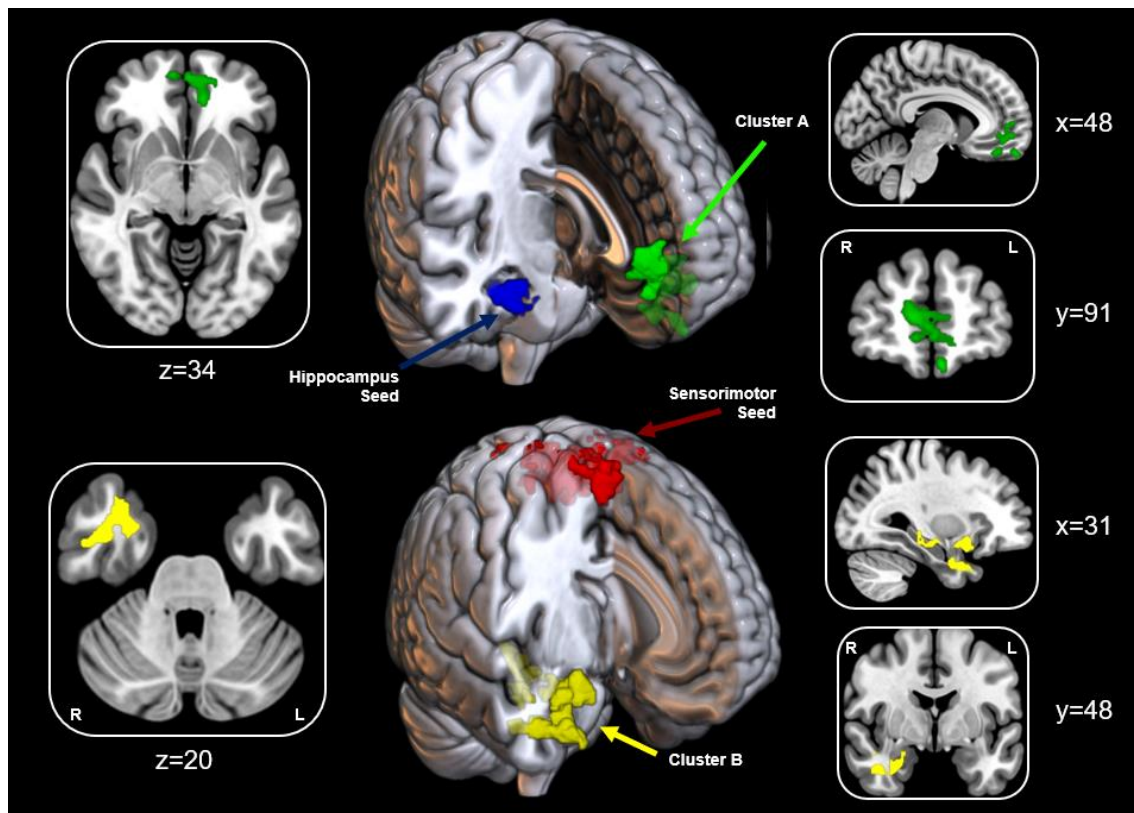 Cluster A
x=48
R L
y=91
z=34
Hippocampus
Seed
Sensorimotor
Seed
x=31
R L
z=20
Cluster B
R L
y=48